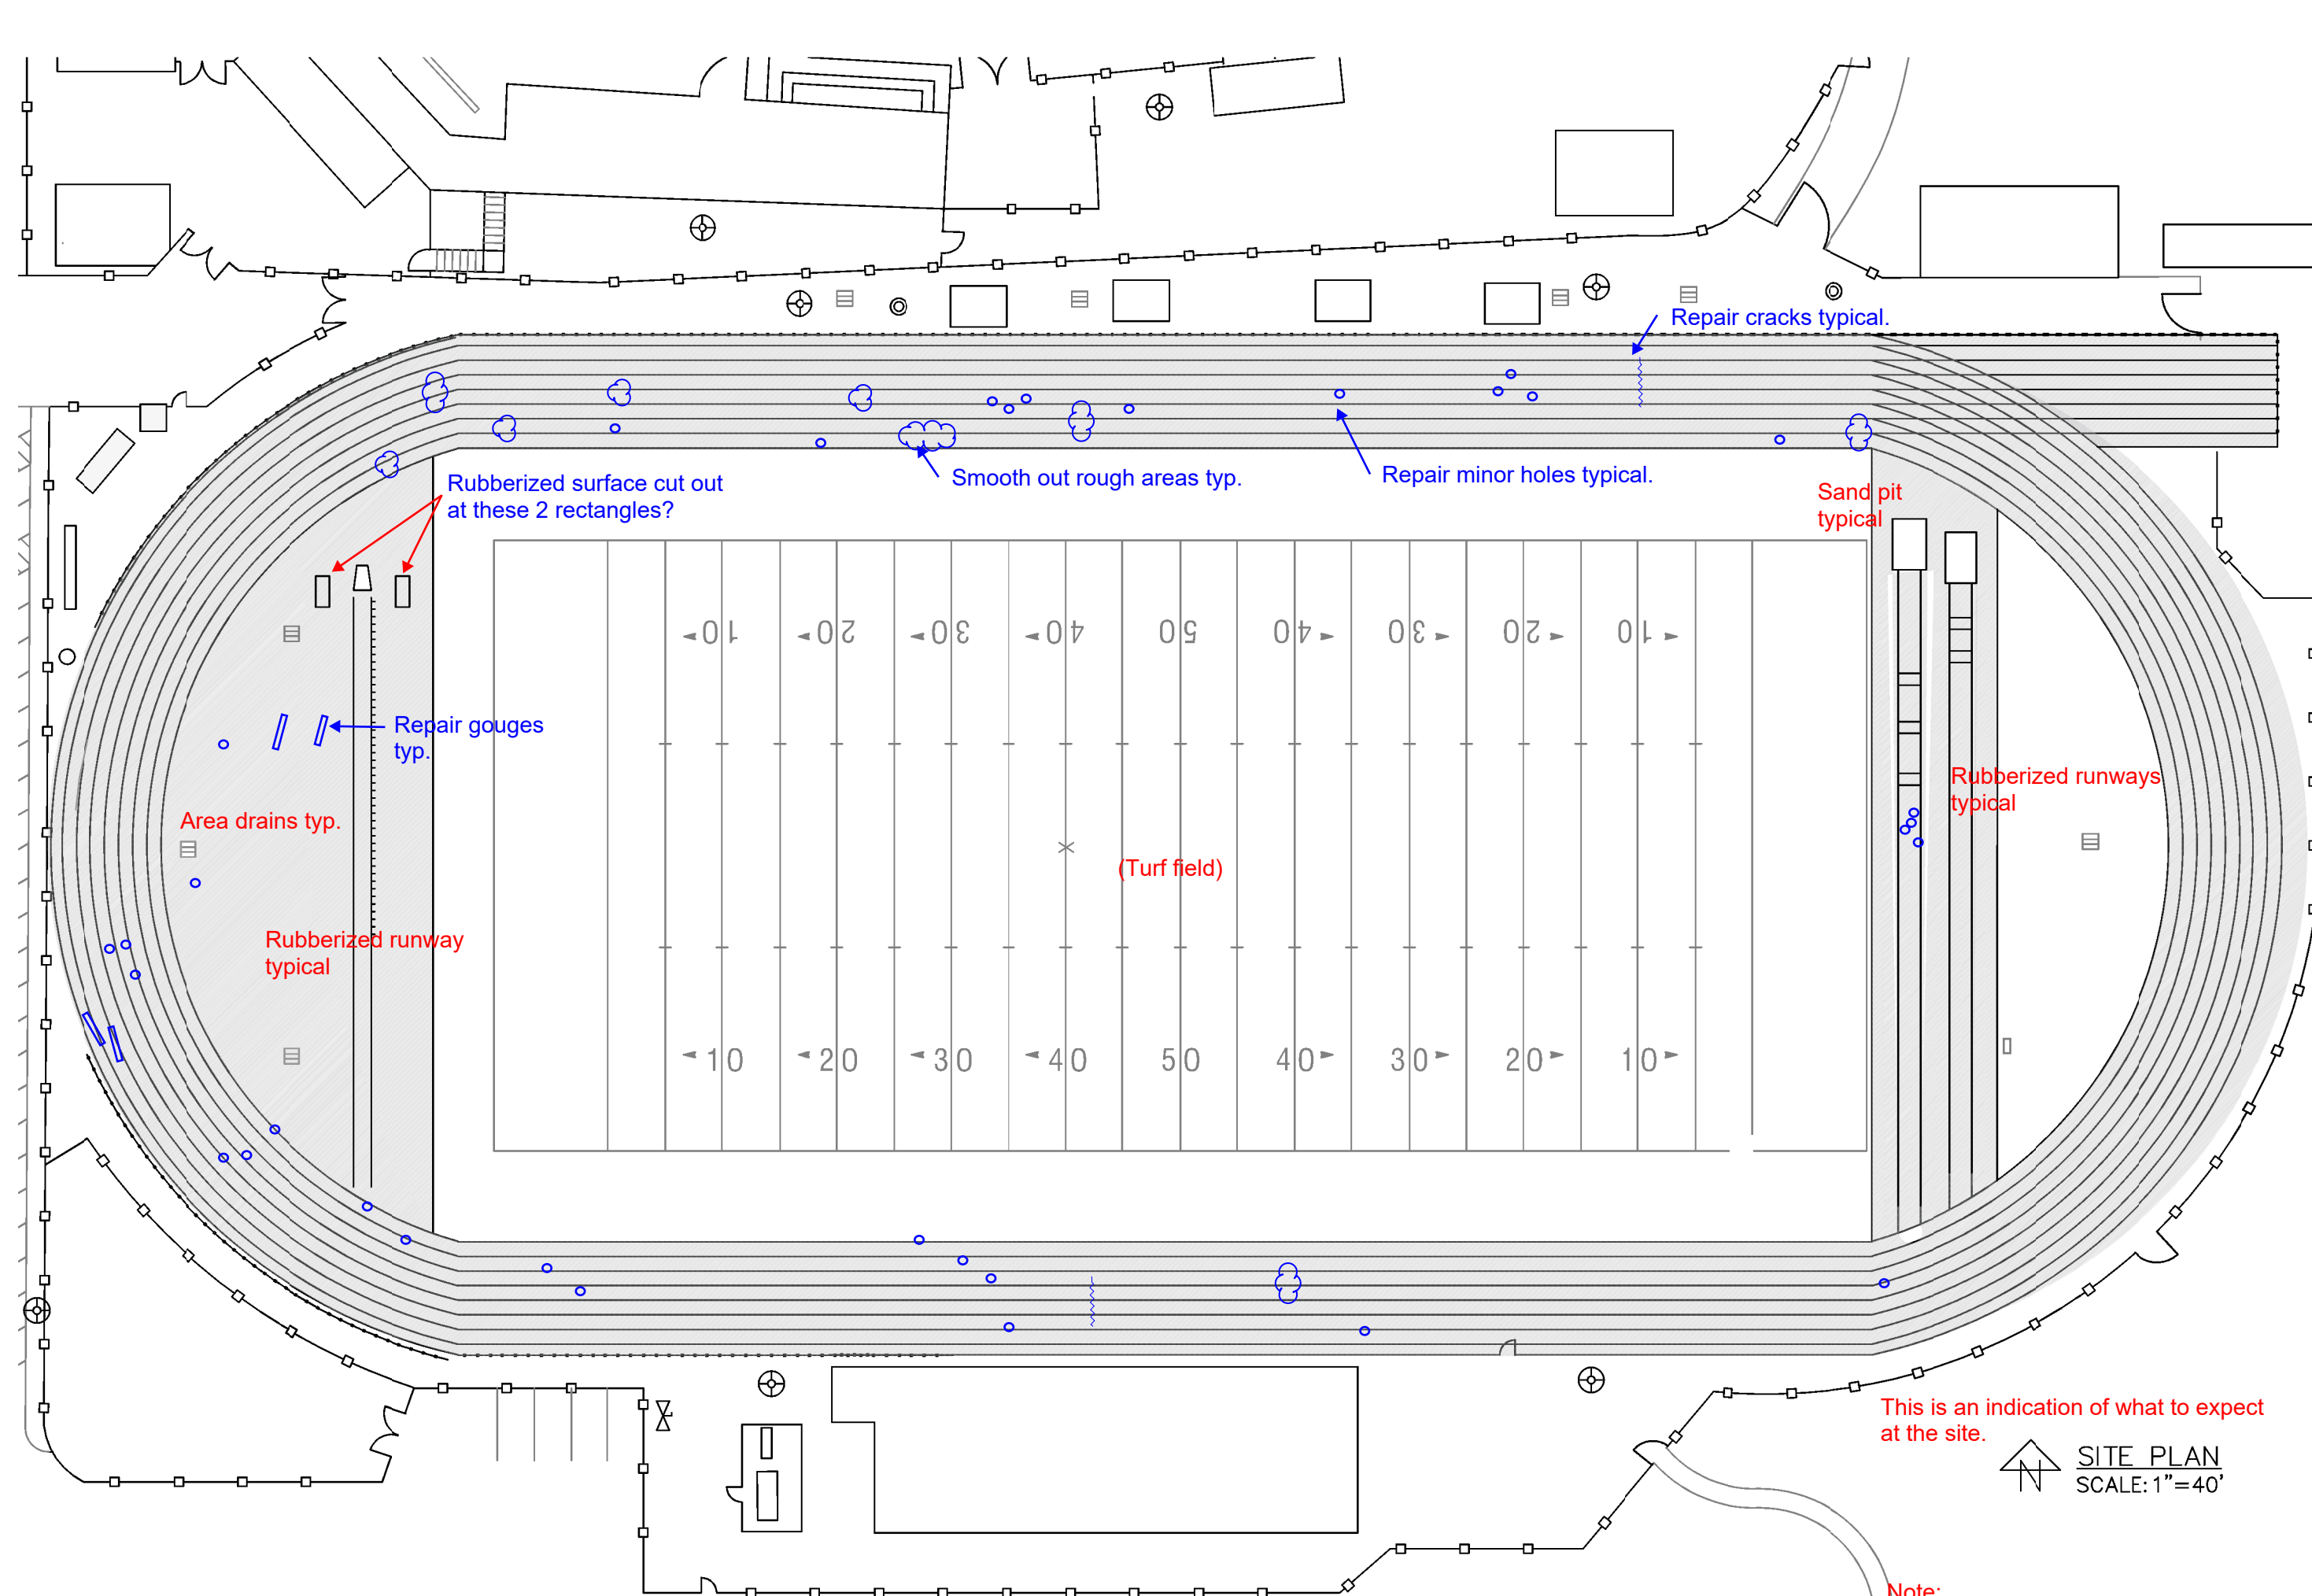 Repair cracks typical.
Rubberized surface cut out
at these 2 rectangles?
Smooth out rough areas typ.
Repair minor holes typical.
Sand pit
typical
10 20 30 40 50 40 30 20 10
Repair gouges
typ.
Rubberized runways
typical
Area drains typ.
(Turf field)
Rubberized runway
typical
10 20 30 40 50 40 30 20 10
This is an indication of what to expect
at the site.
N
SITE PLAN
SCALE: 1"=40'
Note: